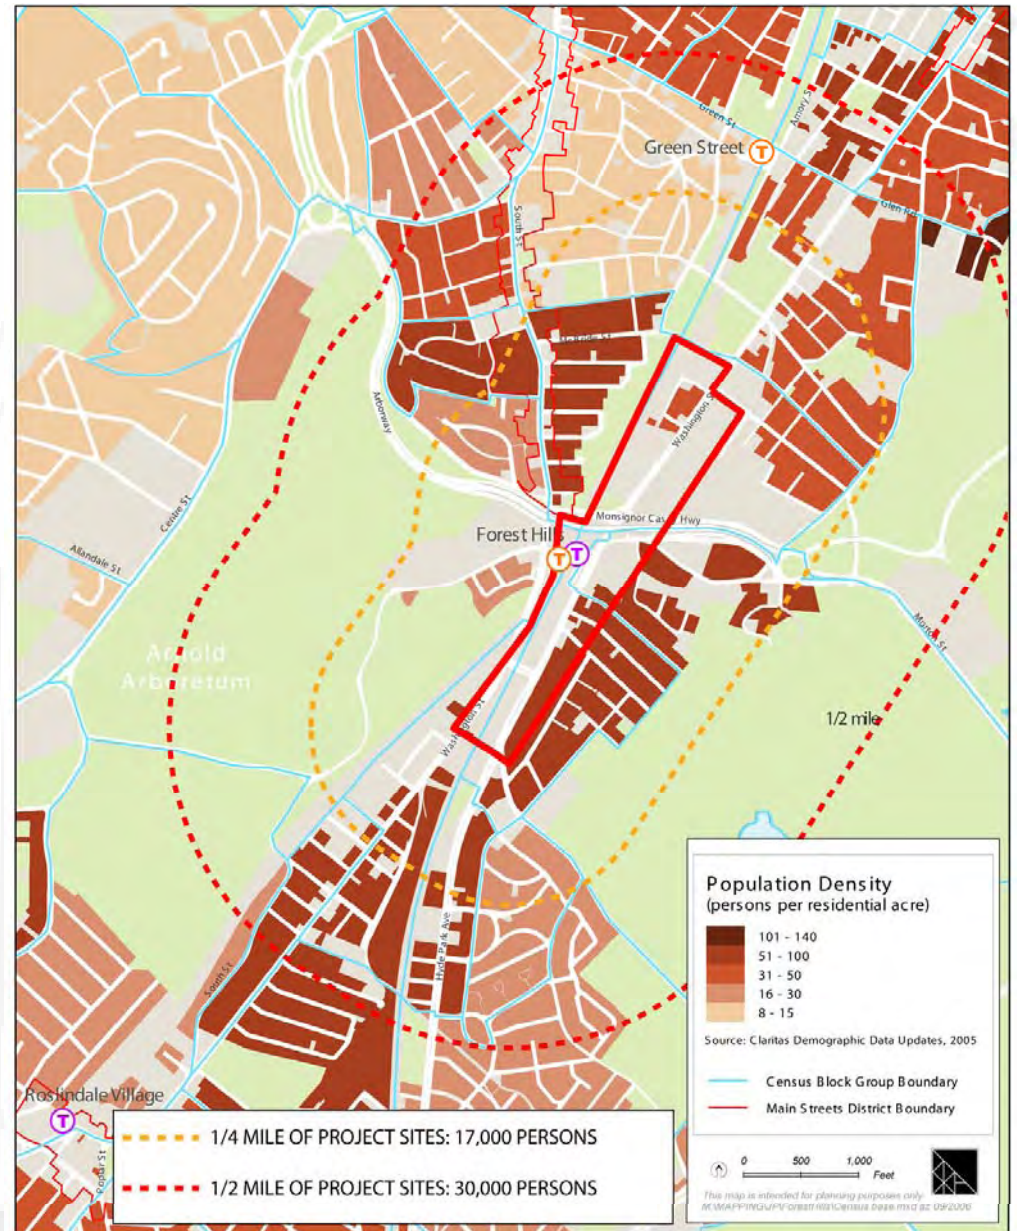 Green St
Amory S
Green Street
T
Glen Rd
South St
McBride St
Arborway
Washington S
Centre St
Monsignor Casey Hwy
Forest Hills
T
T
Allandale St
Morton St
Arnold
Arboretum
1/2 mile
Washington St
Hyde Park Ave
South St
Roslindale Village
T
Poplar St
Population Density
(persons per residential acre)
101 - 140
51 - 100
31 - 50
16 - 30
8 - 15
Source: Claritas Demographic Data Updates, 2005
Census Block Group Boundary
Main Streets District Boundary
0 500 1,000
Feet
This map is intended for planning purposes only
1/4 MILE OF PROJECT SITES: 17,000 PERSONS
1/2 MILE OF PROJECT SITES: 30,000 PERSONS